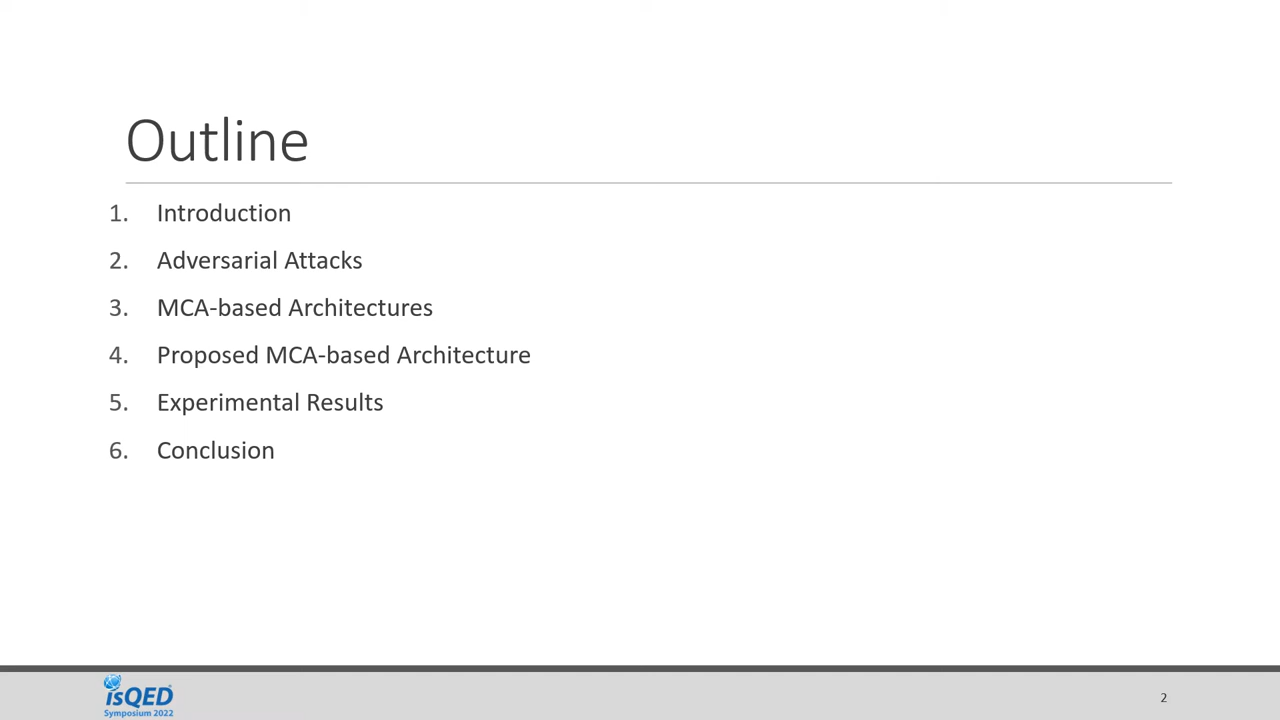 Outline
1. Introduction
2. Adversarial Attacks
3. MCA-based Architectures
4. Proposed MCA-based Architecture
5. Experimental Results
6. Conclusion
isQED
Symposium 2022
2